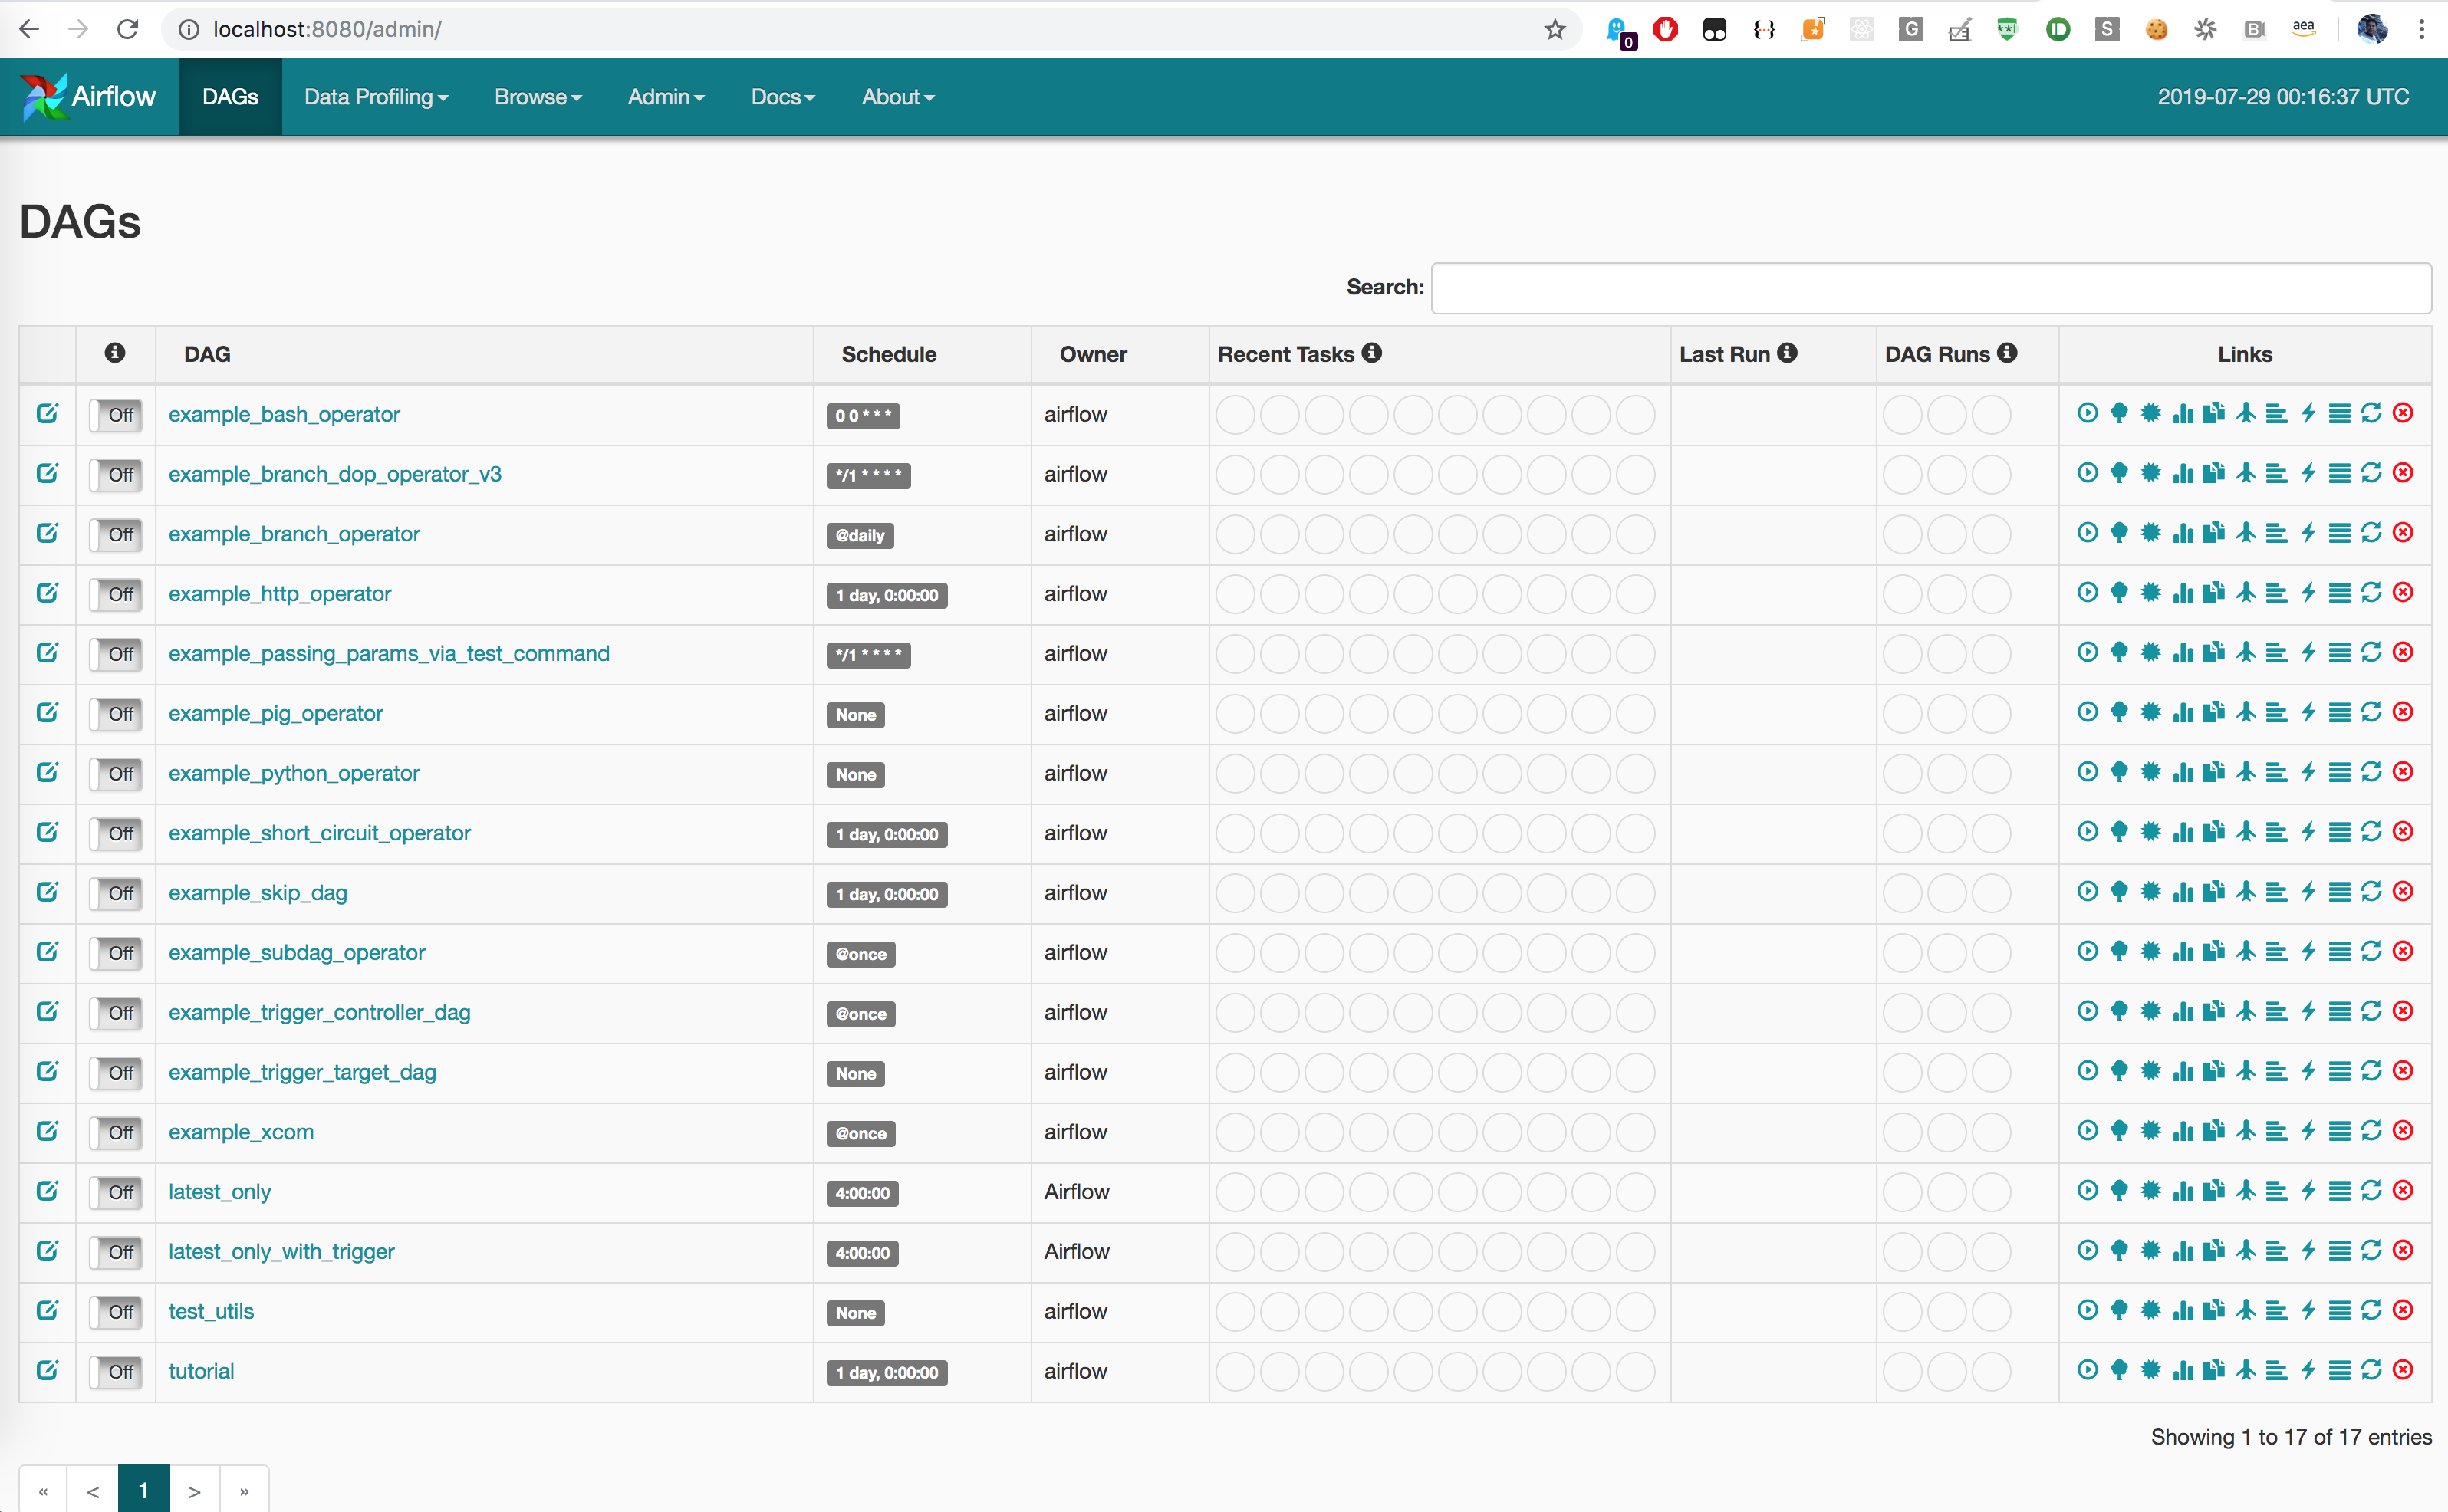 localhost:8080/admin/
0
G
S
B
aea
Airflow DAGs Data Profiling Browse Admin Docs About 2019-07-29 00:16:37 UTC
DAGs
Search:
DAG Schedule Owner Recent Tasks Last Run DAG Runs Links
Off example_bash_operator 0 0 * * * airflow
Off example_branch_dop_operator_v3 */1 * * * * airflow
Off example_branch_operator @daily airflow
Off example_http_operator 1 day, 0:00:00 airflow
Off example_passing_params_via_test_command */1 * * * * airflow
Off example_pig_operator None airflow
Off example_python_operator None airflow
Off example_short_circuit_operator 1 day, 0:00:00 airflow
Off example_skip_dag 1 day, 0:00:00 airflow
Off example_subdag_operator @once airflow
Off example_trigger_controller_dag @once airflow
Off example_trigger_target_dag None airflow
Off example_xcom @once airflow
Off latest_only 4:00:00 Airflow
Off latest_only_with_trigger 4:00:00 Airflow
Off test_utils None airflow
Off tutorial 1 day, 0:00:00 airflow
Showing 1 to 17 of 17 entries
« < 1 > »